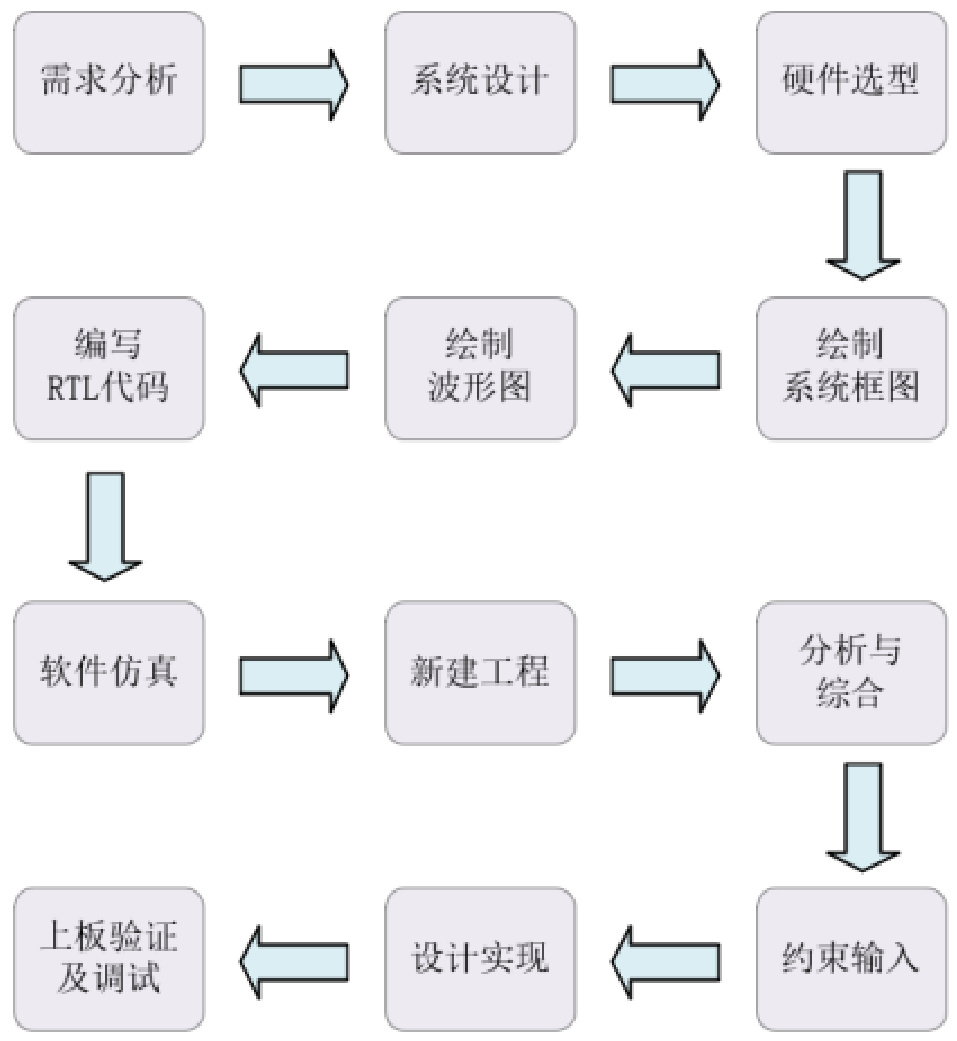 需求分析
系统设计
硬件选型
绘制
系统框图
绘制
波形图
编写
RTL代码
软件仿真
新建工程
分析与
综合
约束输入
设计实现
上板验证
及调试